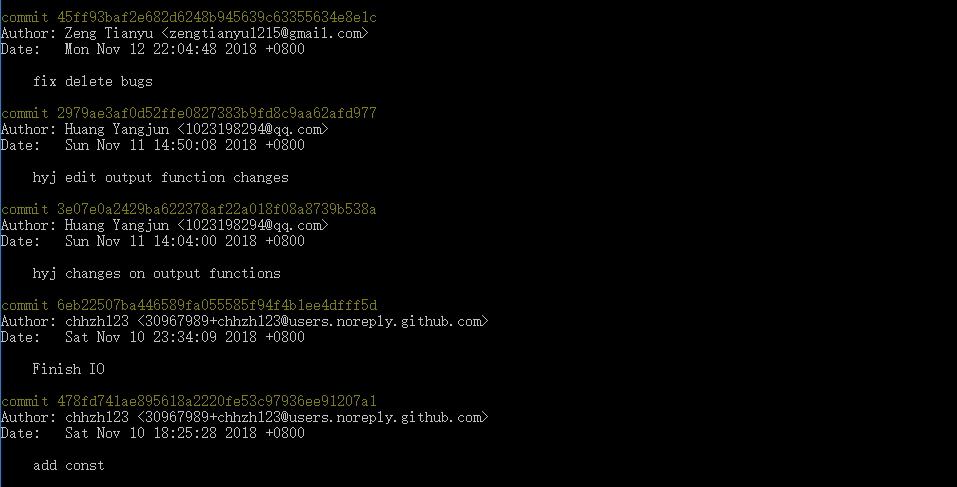 commit 45ff93baf2e682d6248b945639c63355634e8e1c
Author: Zeng Tianyu <zengtianyu1215@gmail.com>
Date:   Mon Nov 12 22:04:48 2018 +0800
fix delete bugs
commit 2979ae3af0d52ffe0827383b9fd8c9aa62afd977
Author: Huang Yangjun <1023198294@qq.com>
Date:   Sun Nov 11 14:50:08 2018 +0800
hyj edit output function changes
commit 3e07e0a2429ba622378af22a018f08a8739b538a
Author: Huang Yangjun <1023198294@qq.com>
Date:   Sun Nov 11 14:04:00 2018 +0800
hyj changes on output functions
commit 6eb22507ba446589fa055585f94f4b1ee4dfff5d
Author: chhzh123 <30967989+chhzh123@users.noreply.github.com>
Date:   Sat Nov 10 23:34:09 2018 +0800
Finish IO
commit 478fd741ae895618a2220fe53c97936ee91207a1
Author: chhzh123 <30967989+chhzh123@users.noreply.github.com>
Date:   Sat Nov 10 18:25:28 2018 +0800
add const